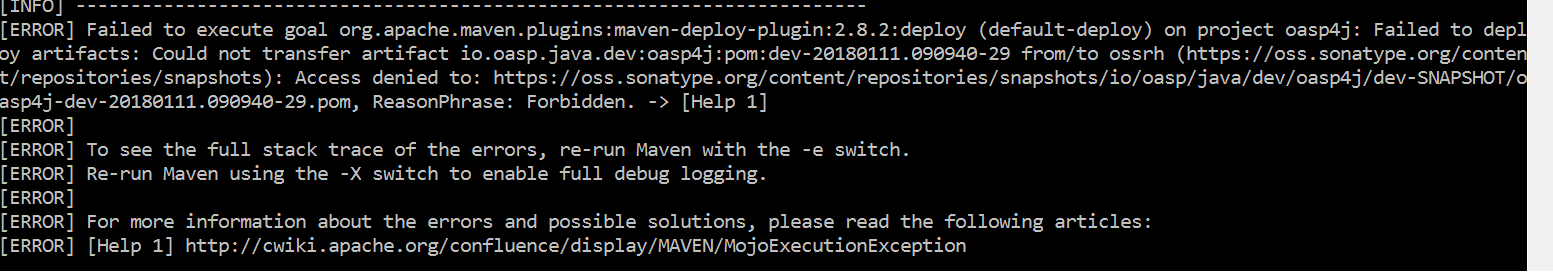 [INFO] ------------------------------------------------------------------------
[ERROR] Failed to execute goal org.apache.maven.plugins:maven-deploy-plugin:2.8.2:deploy (default-deploy) on project oasp4j: Failed to depl
oy artifacts: Could not transfer artifact io.oasp.java.dev:oasp4j:pom:dev-20180111.090940-29 from/to ossrh (https://oss.sonatype.org/conten
t/repositories/snapshots): Access denied to: https://oss.sonatype.org/content/repositories/snapshots/io/oasp/java/dev/oasp4j/dev-SNAPSHOT/o
asp4j-dev-20180111.090940-29.pom, ReasonPhrase: Forbidden. -> [Help 1]
[ERROR]
[ERROR] To see the full stack trace of the errors, re-run Maven with the -e switch.
[ERROR] Re-run Maven using the -X switch to enable full debug logging.
[ERROR]
[ERROR] For more information about the errors and possible solutions, please read the following articles:
[ERROR] [Help 1] http://cwiki.apache.org/confluence/display/MAVEN/MojoExecutionException